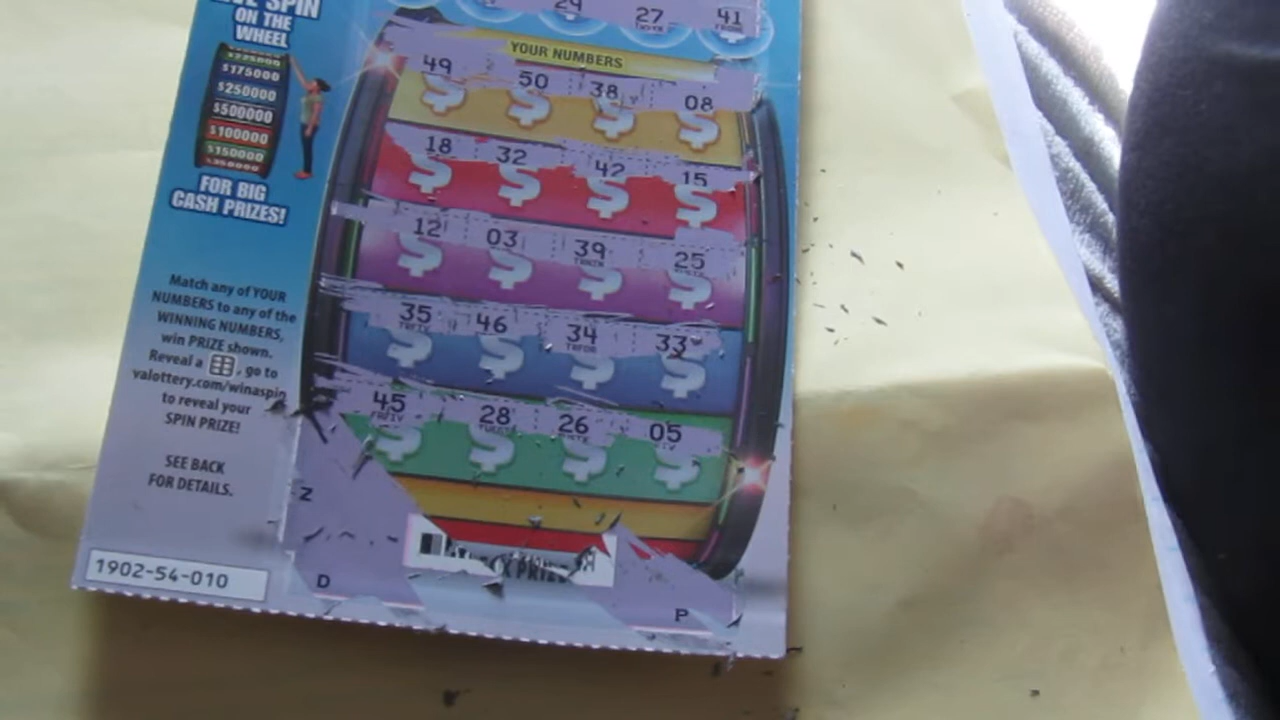 LIVE SPIN
ON THE
WHEEL
$175000
$250000
$500000
$100000
$150000
FOR BIG
CASH PRIZES!
Match any of YOUR
NUMBERS to any of the
WINNING NUMBERS,
win PRIZE shown.
Reveal a , go to
valottery.com/winaspin
to reveal your
SPIN PRIZE!
SEE BACK
FOR DETAILS.
1902-54-010
29 27 41
YOUR NUMBERS
49 50 38 08
$ $ $ $
18 32 42 15
$ $ $ $
12 03 39 25
$ $ $ $
35 46 34 33
$ $ $ $
45 28 26 05
$ $ $ $
Z
D
P